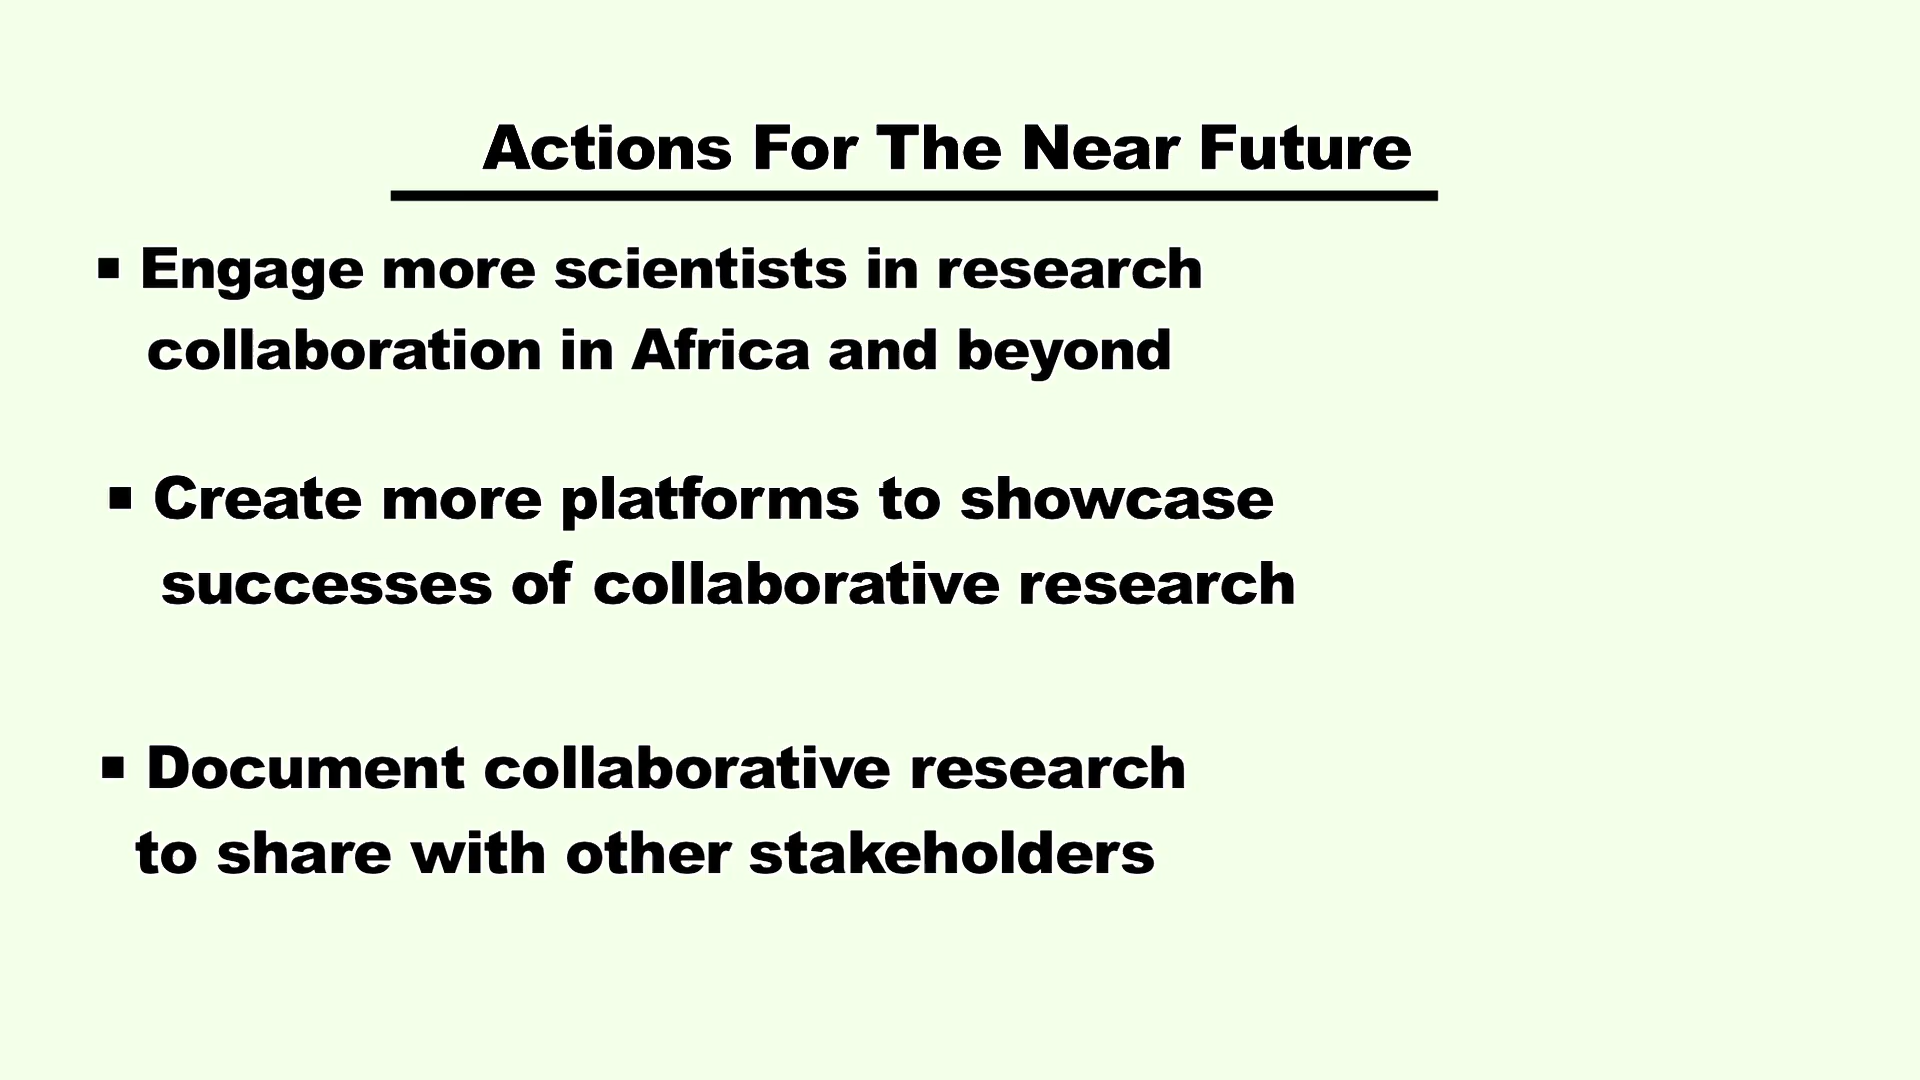 Actions For The Near Future
▪ Engage more scientists in research
collaboration in Africa and beyond
▪ Create more platforms to showcase
successes of collaborative research
▪ Document collaborative research
to share with other stakeholders